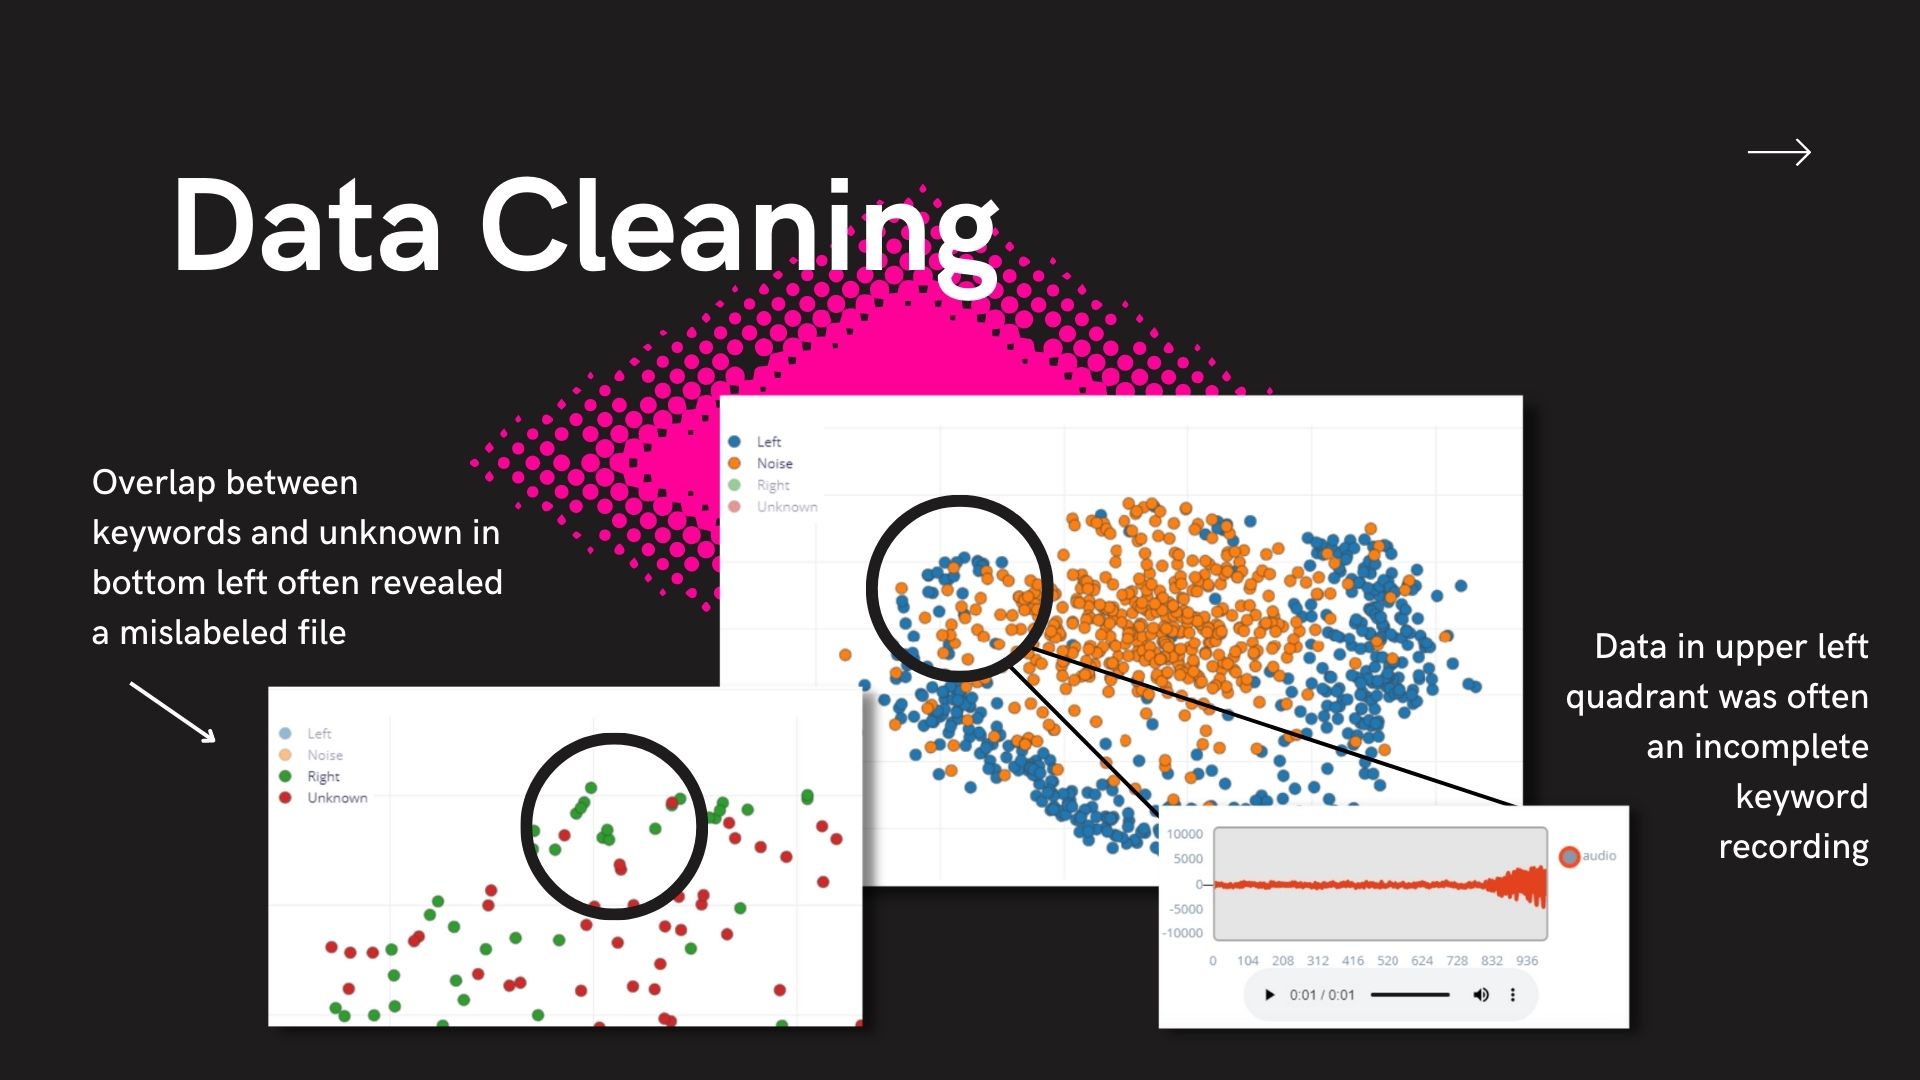 Data Cleaning
Overlap between
keywords and unknown in
bottom left often revealed
a mislabeled file
Left
Noise
Right
Unknown
Left
Noise
Right
Unknown
Data in upper left
quadrant was often
an incomplete
keyword
recording
10000
5000
0
-5000
-10000
0 104 208 312 416 520 624 728 832 936
audio
0:01 / 0:01